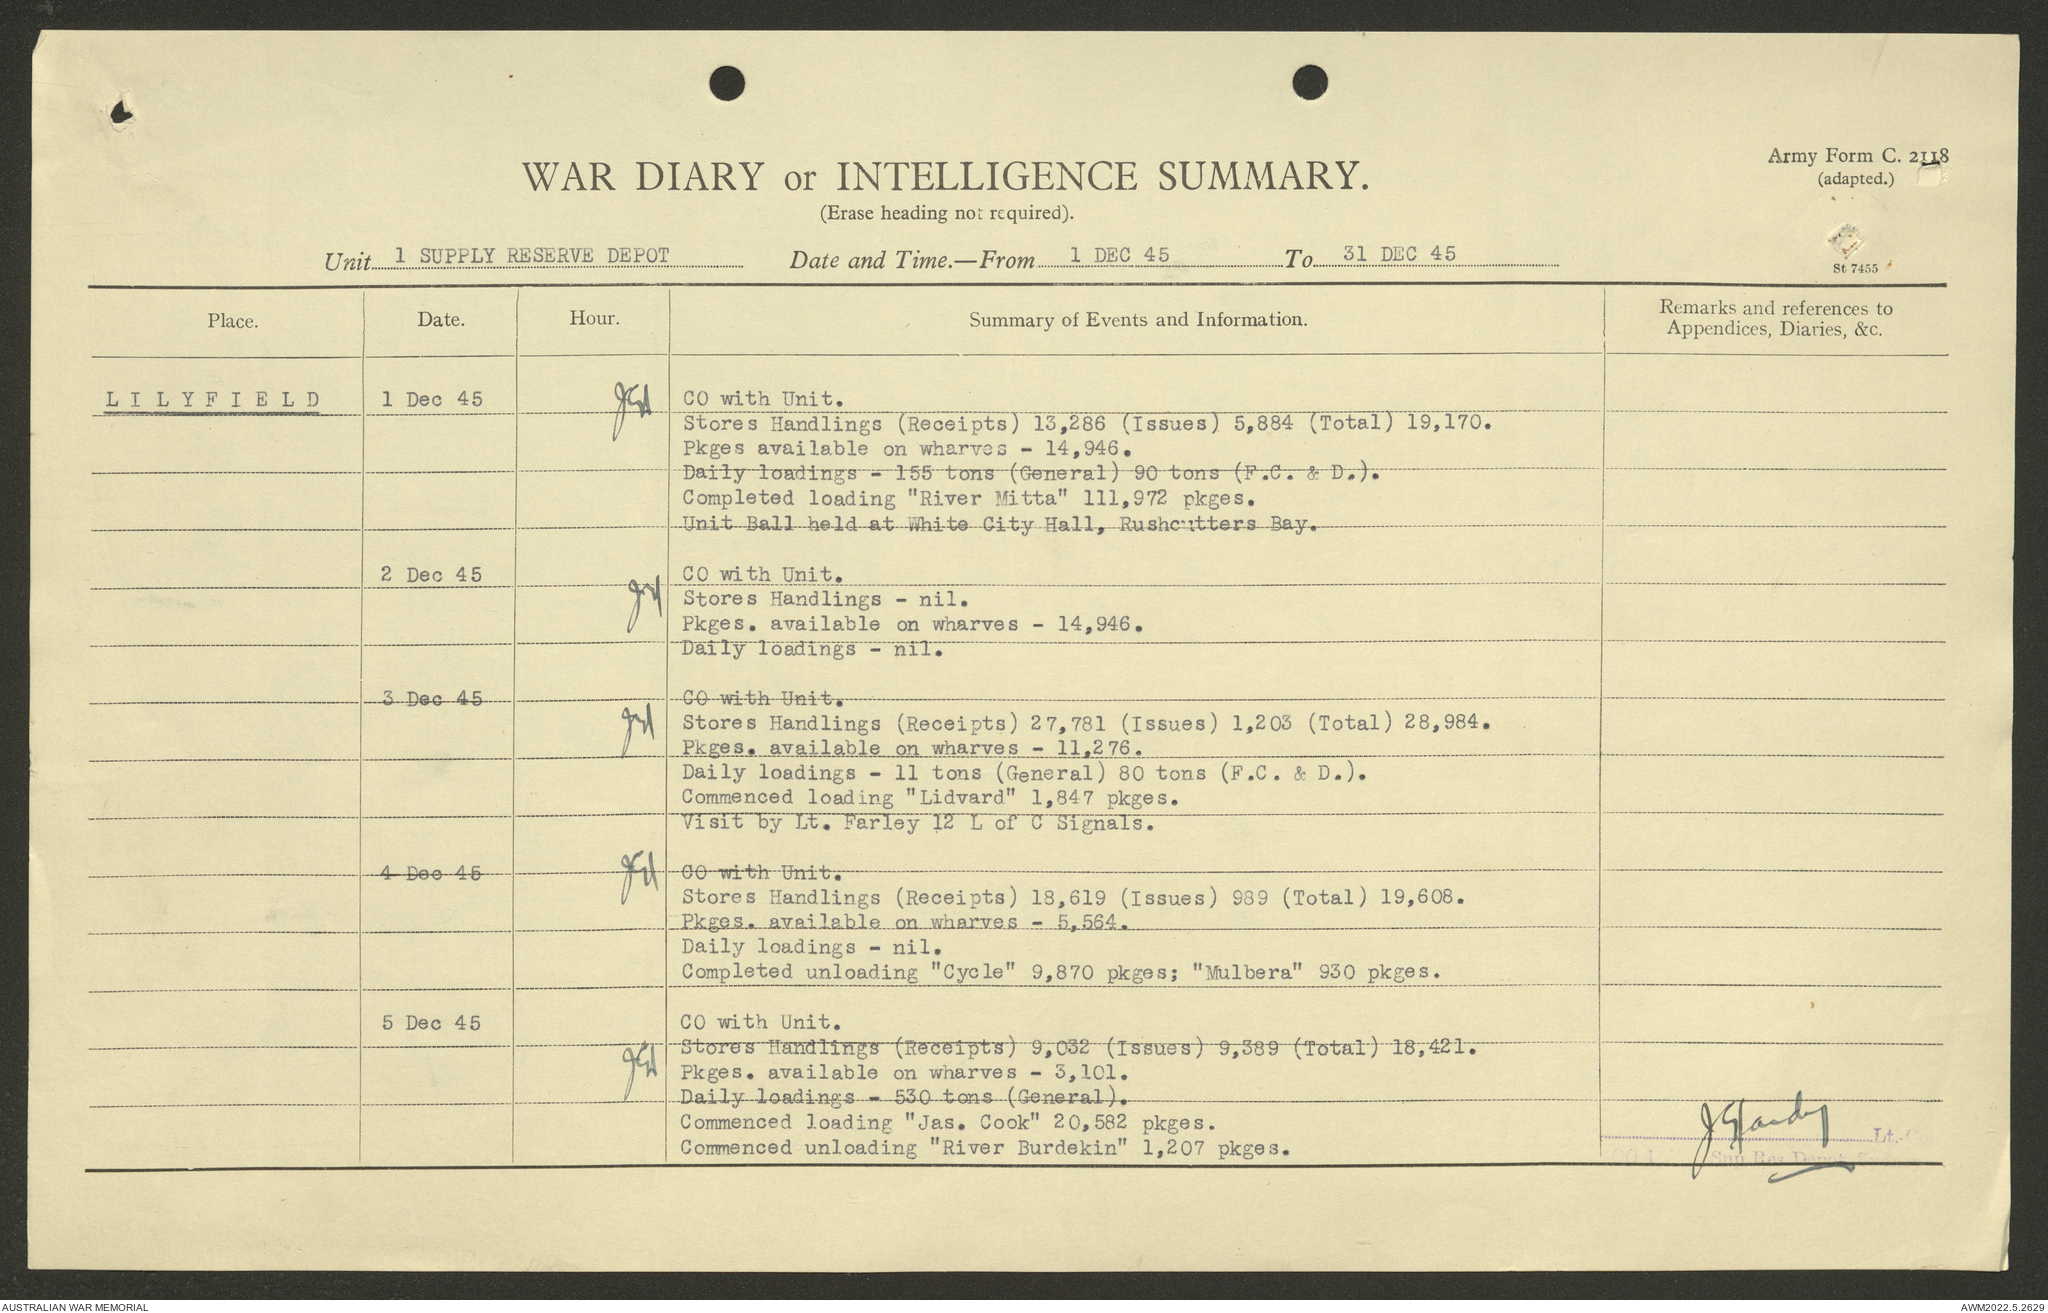 Army Form C. 2118
(adapted.)
WAR DIARY or INTELLIGENCE SUMMARY.
(Erase heading not required).
Unit 1 SUPPLY RESERVE DEPOT Date and Time.—From 1 DEC 45 To 31 DEC 45
St 7455
Place. Date. Hour. Summary of Events and Information. Remarks and references to
Appendices, Diaries, &c.
LILYFIELD 1 Dec 45 CO with Unit.
Stores Handlings (Receipts) 13,286 (Issues) 5,884 (Total) 19,170.
Pkges available on wharves - 14,946.
Daily loadings - 155 tons (General) 90 tons (F.C. & D.).
Completed loading "River Mitta" 111,972 pkges.
Unit Ball held at White City Hall, Rushcutters Bay.
2 Dec 45 CO with Unit.
Stores Handlings - nil.
Pkges. available on wharves - 14,946.
Daily loadings - nil.
3 Dec 45 CO with Unit.
Stores Handlings (Receipts) 27,781 (Issues) 1,203 (Total) 28,984.
Pkges. available on wharves - 11,276.
Daily loadings - 11 tons (General) 80 tons (F.C. & D.).
Commenced loading "Lidvard" 1,847 pkges.
Visit by Lt. Farley 12 L of C Signals.
4 Dec 45 CO with Unit.
Stores Handlings (Receipts) 18,619 (Issues) 989 (Total) 19,608.
Pkges. available on wharves - 5,564.
Daily loadings - nil.
Completed unloading "Cycle" 9,870 pkges; "Mulbera" 930 pkges.
5 Dec 45 CO with Unit.
Stores Handlings (Receipts) 9,032 (Issues) 9,389 (Total) 18,421.
Pkges. available on wharves - 3,101.
Daily loadings - 530 tons (General).
Commenced loading "Jas. Cook" 20,582 pkges.
Commenced unloading "River Burdekin" 1,207 pkges.
Lt.
Sup Res Depot
AUSTRALIAN WAR MEMORIAL
AWM2022.5.2629